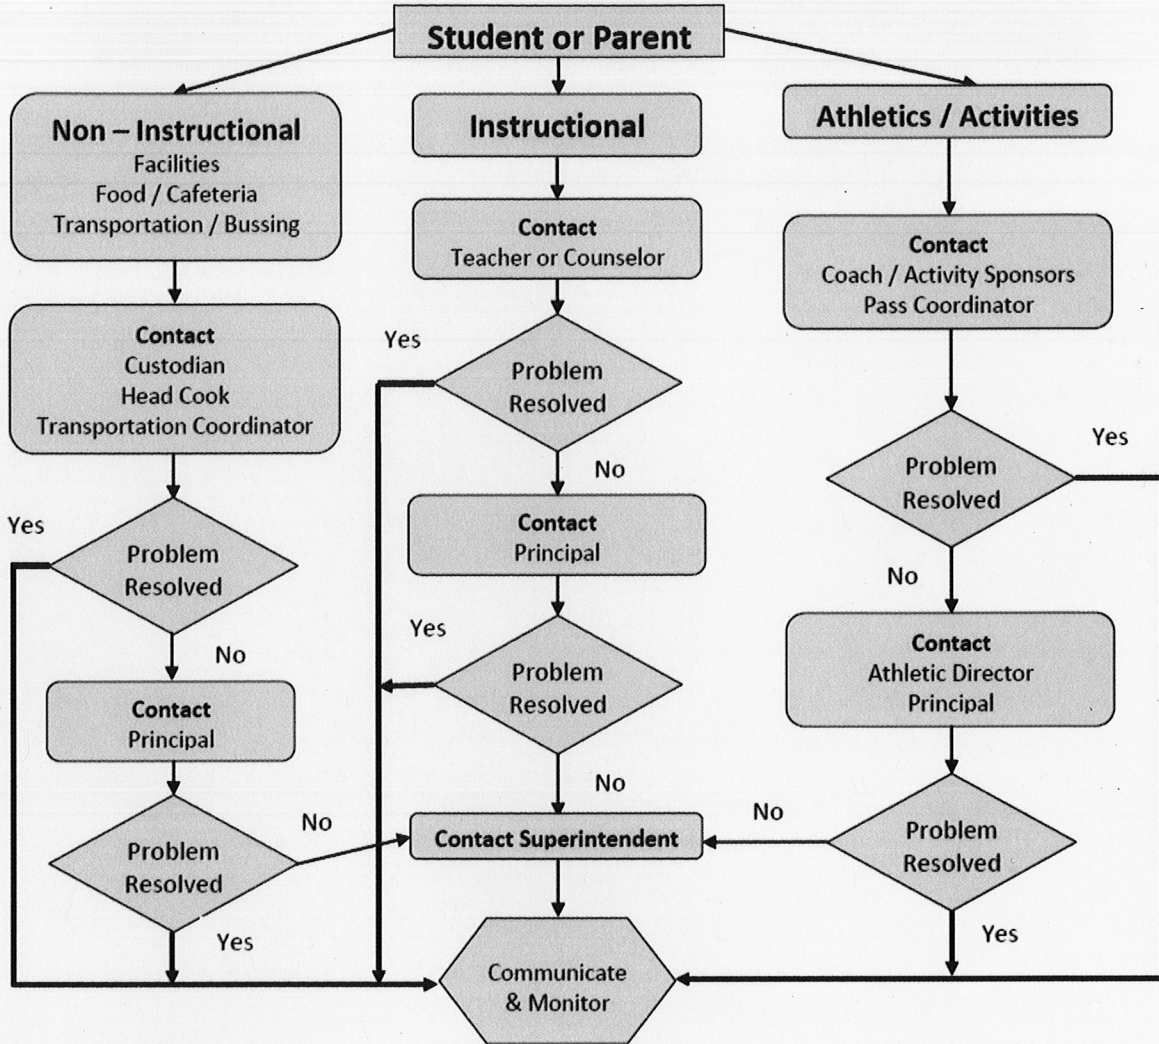 Student or Parent
Non – Instructional
Facilities
Food / Cafeteria
Transportation / Bussing
Instructional
Athletics / Activities
Contact
Teacher or Counselor
Contact
Coach / Activity Sponsors
Pass Coordinator
Contact
Custodian
Head Cook
Transportation Coordinator
Yes
Problem
Resolved
No
Yes
Problem
Resolved
No
Yes
Problem
Resolved
No
Contact
Principal
Contact
Principal
Contact
Athletic Director
Principal
Yes
Problem
Resolved
No
Problem
Resolved
No
Yes
Contact Superintendent
No
Problem
Resolved
Yes
Communicate
& Monitor